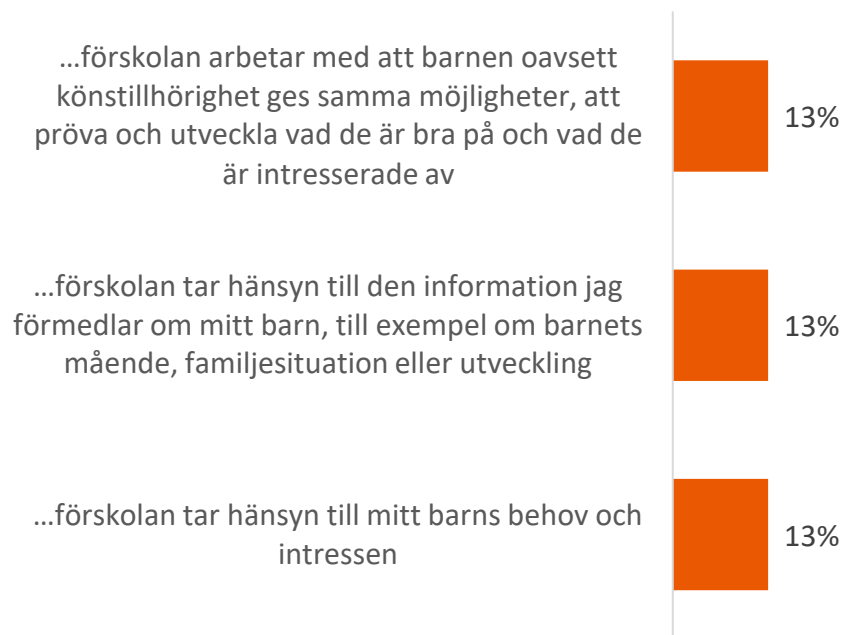 …förskolan arbetar med att barnen oavsett
könstillhörighet ges samma möjligheter, att
pröva och utveckla vad de är bra på och vad de
är intresserade av
13%
…förskolan tar hänsyn till den information jag
förmedlar om mitt barn, till exempel om barnets
mående, familjesituation eller utveckling
13%
…förskolan tar hänsyn till mitt barns behov och
intressen
13%